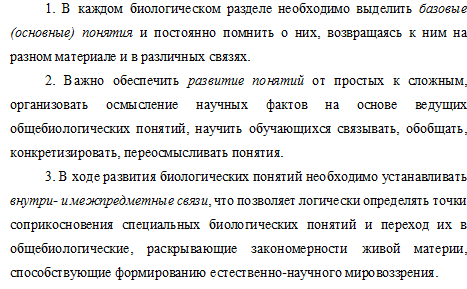 1. В каждом биологическом разделе необходимо выделить базовые
(основные) понятия и постоянно помнить о них, возвращаясь к ним на
разном материале и в различных связях.
2. Важно обеспечить развитие понятий от простых к сложным,
организовать осмысление научных фактов на основе ведущих
общебиологических понятий, научить обучающихся связывать, обобщать,
конкретизировать, переосмысливать понятия.
3. В ходе развития биологических понятий необходимо устанавливать
внутри- и межпредметные связи, что позволяет логически определять точки
соприкосновения специальных биологических понятий и переход их в
общебиологические, раскрывающие закономерности живой материи,
способствующие формированию естественно-научного мировоззрения.